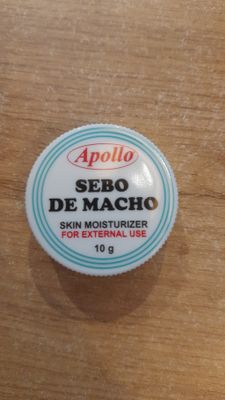 Apollo
SEBO
DE MACHO
SKIN MOISTURIZER
FOR EXTERNAL USE
10 g